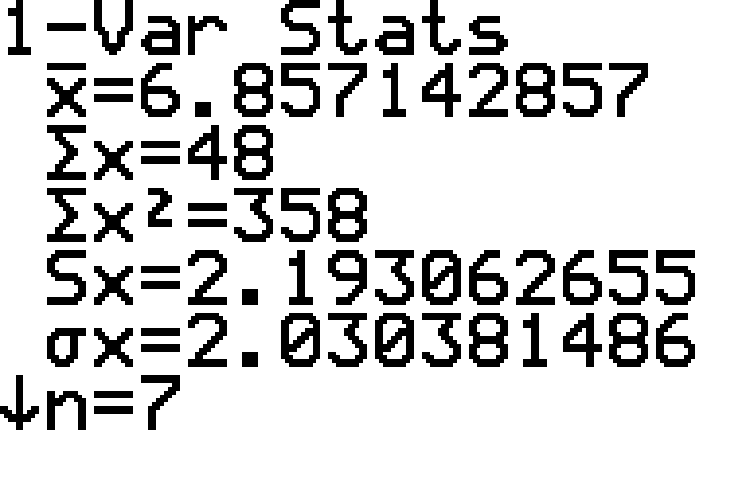 1-Var Stats
x̄=6.857142857
Σx=48
Σx²=358
Sx=2.193062655
σx=2.030381486
↓n=7